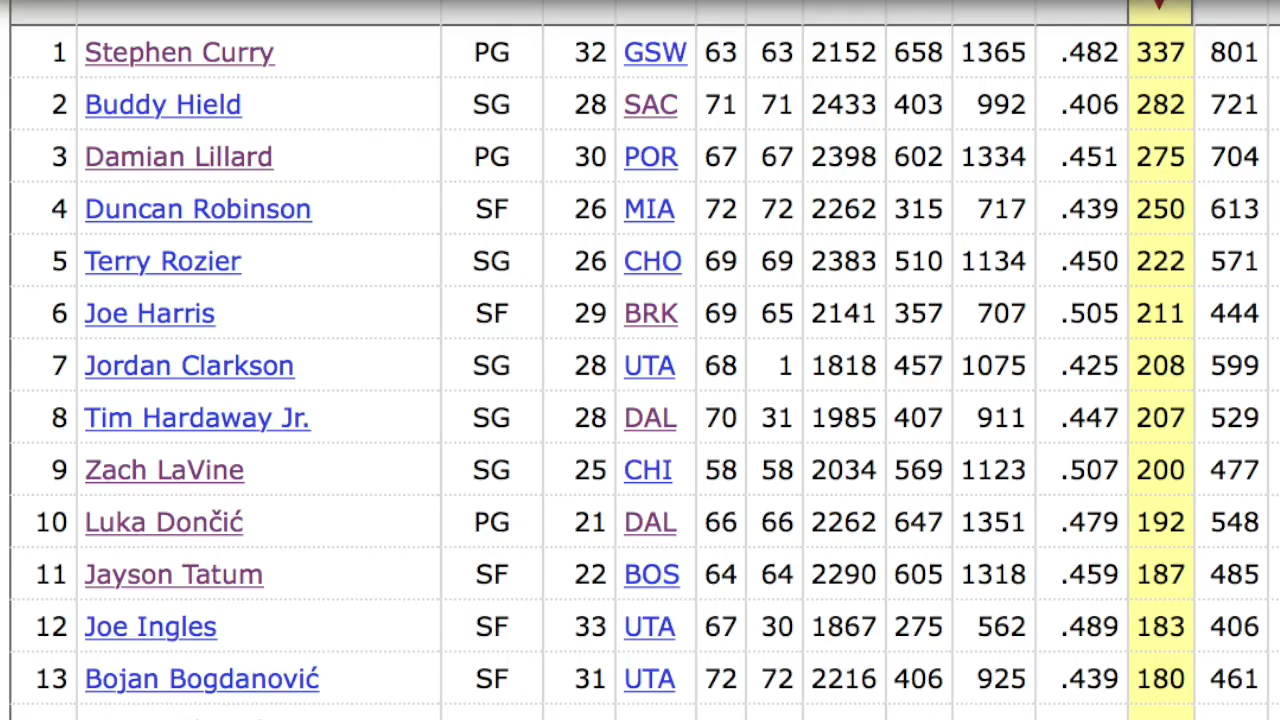 1 Stephen Curry PG 32 GSW 63 63 2152 658 1365 .482 337 801
2 Buddy Hield SG 28 SAC 71 71 2433 403 992 .406 282 721
3 Damian Lillard PG 30 POR 67 67 2398 602 1334 .451 275 704
4 Duncan Robinson SF 26 MIA 72 72 2262 315 717 .439 250 613
5 Terry Rozier SG 26 CHO 69 69 2383 510 1134 .450 222 571
6 Joe Harris SF 29 BRK 69 65 2141 357 707 .505 211 444
7 Jordan Clarkson SG 28 UTA 68 1 1818 457 1075 .425 208 599
8 Tim Hardaway Jr. SG 28 DAL 70 31 1985 407 911 .447 207 529
9 Zach LaVine SG 25 CHI 58 58 2034 569 1123 .507 200 477
10 Luka Dončić PG 21 DAL 66 66 2262 647 1351 .479 192 548
11 Jayson Tatum SF 22 BOS 64 64 2290 605 1318 .459 187 485
12 Joe Ingles SF 33 UTA 67 30 1867 275 562 .489 183 406
13 Bojan Bogdanović SF 31 UTA 72 72 2216 406 925 .439 180 461